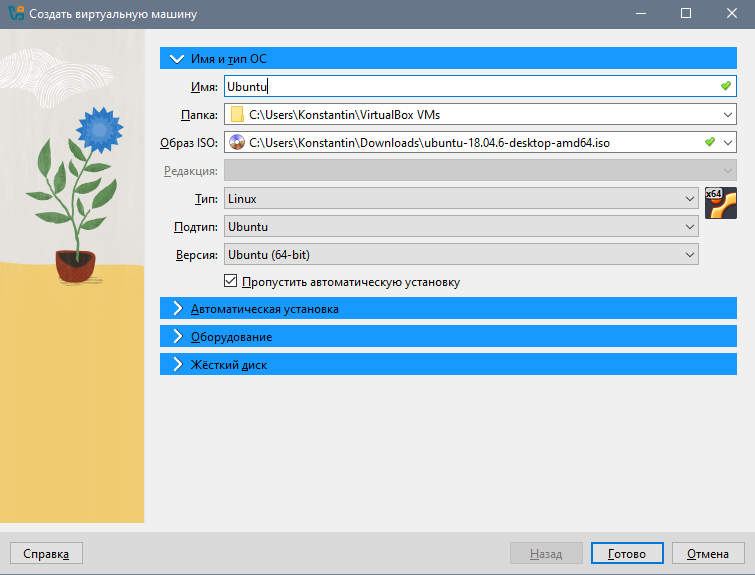 Создать виртуальную машину
Имя и тип ОС
Имя: Ubuntu
Папка: C:\Users\Konstantin\VirtualBox VMs
Образ ISO: C:\Users\Konstantin\Downloads\ubuntu-18.04.6-desktop-amd64.iso
Редакция:
Тип: Linux x64
Подтип: Ubuntu
Версия: Ubuntu (64-bit)
Пропустить автоматическую установку
Автоматическая установка
Оборудование
Жёсткий диск
Справка Назад Готово Отмена